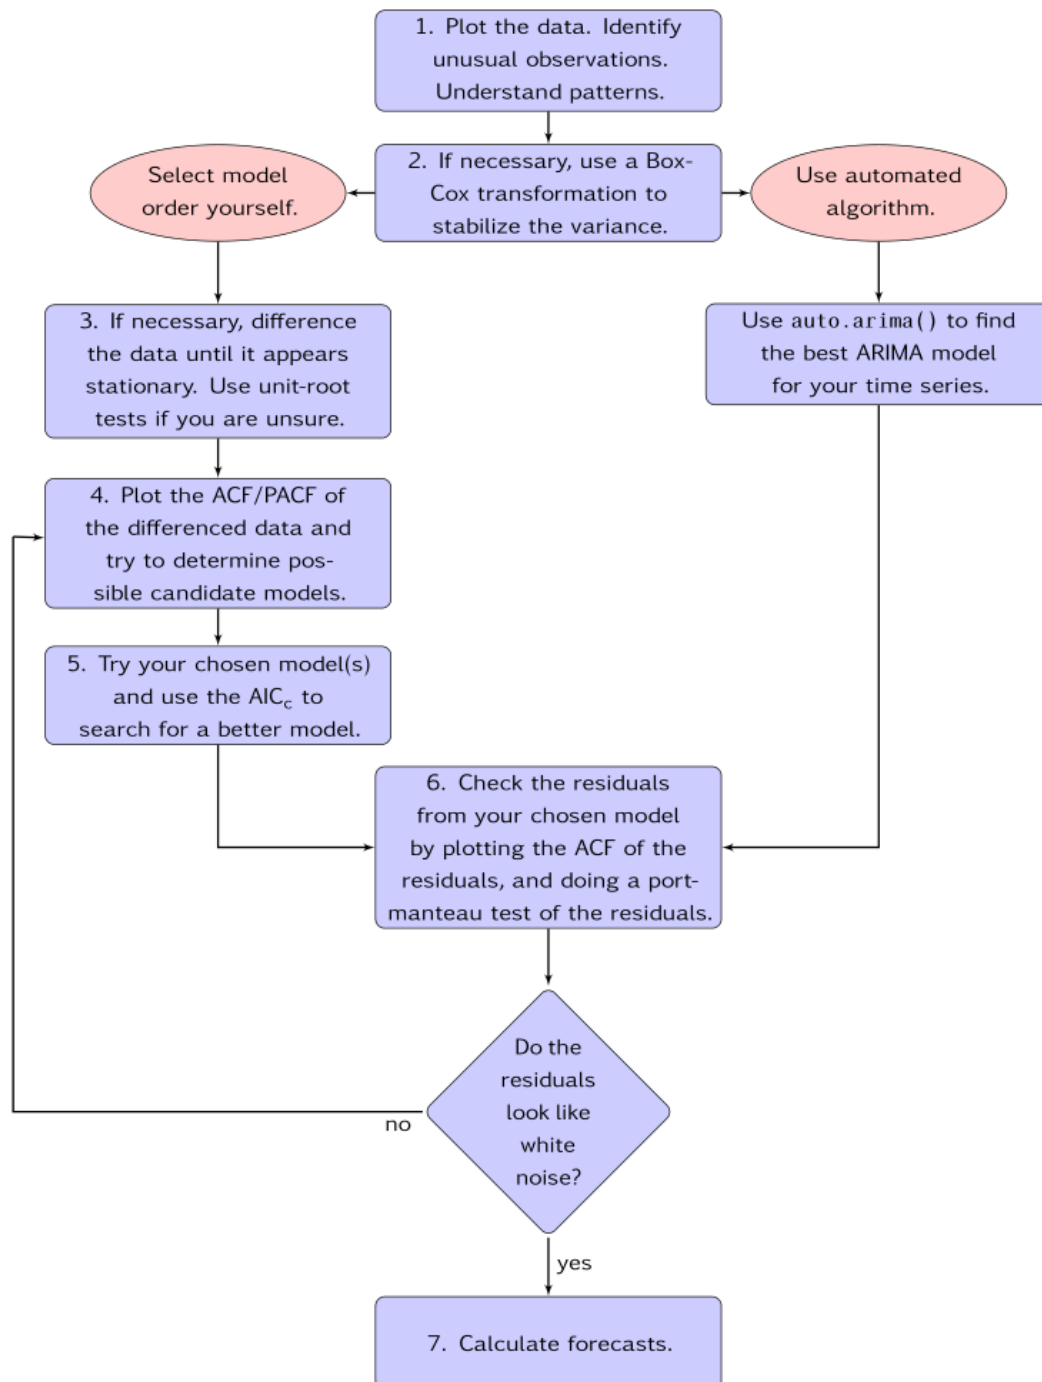 1. Plot the data. Identify
unusual observations.
Understand patterns.
Select model
order yourself.
2. If necessary, use a Box-
Cox transformation to
stabilize the variance.
Use automated
algorithm.
3. If necessary, difference
the data until it appears
stationary. Use unit-root
tests if you are unsure.
Use auto.arima() to find
the best ARIMA model
for your time series.
4. Plot the ACF/PACF of
the differenced data and
try to determine pos-
sible candidate models.
5. Try your chosen model(s)
and use the AICc to
search for a better model.
6. Check the residuals
from your chosen model
by plotting the ACF of the
residuals, and doing a port-
manteau test of the residuals.
Do the
residuals
look like
white
noise?
no
yes
7. Calculate forecasts.